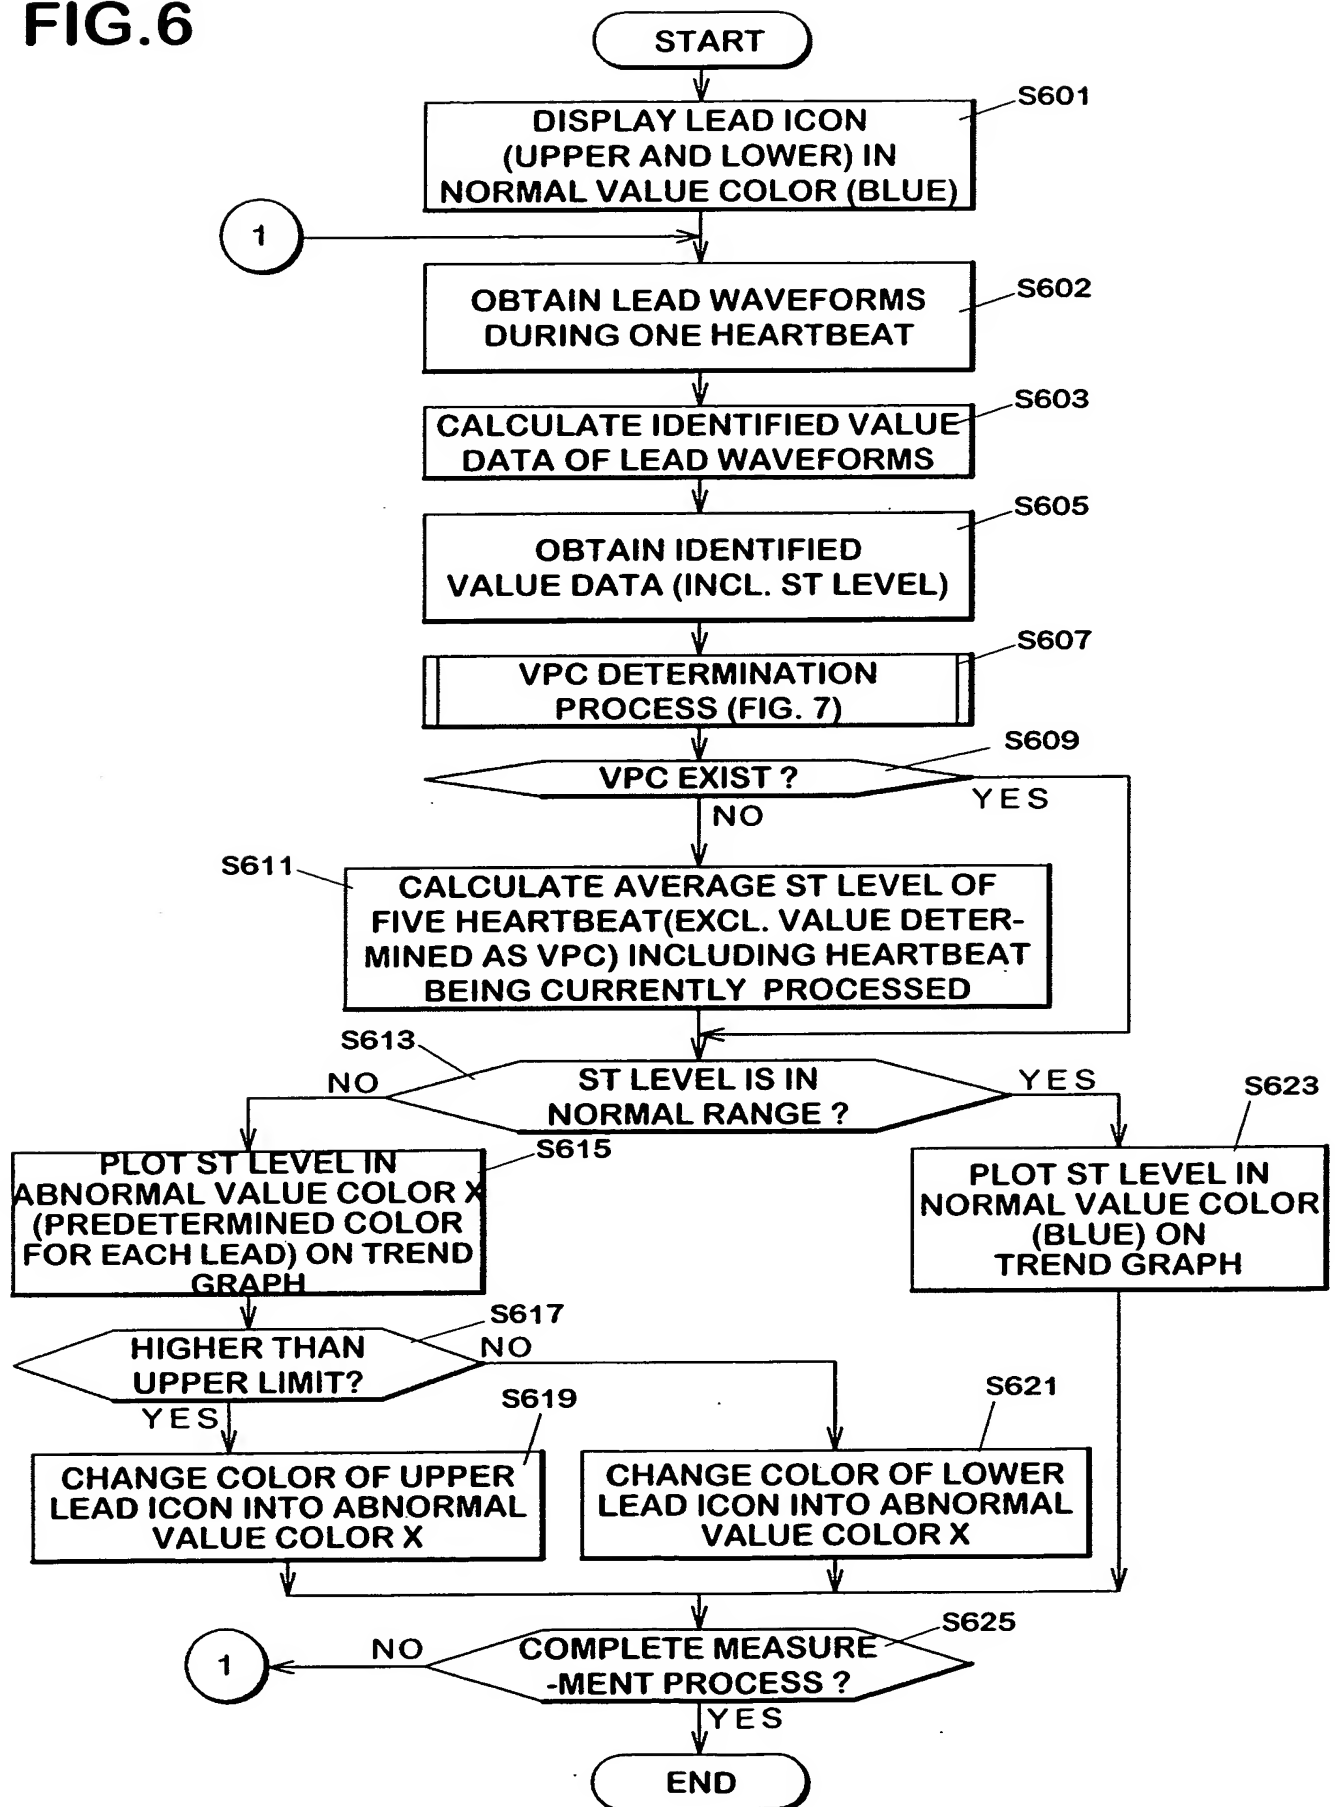 FIG.6
START
S601
DISPLAY LEAD ICON
(UPPER AND LOWER) IN
NORMAL VALUE COLOR (BLUE)
1
S602
OBTAIN LEAD WAVEFORMS
DURING ONE HEARTBEAT
S603
CALCULATE IDENTIFIED VALUE
DATA OF LEAD WAVEFORMS
S605
OBTAIN IDENTIFIED
VALUE DATA (INCL. ST LEVEL)
S607
VPC DETERMINATION
PROCESS (FIG. 7)
S609
VPC EXIST ?
YES
NO
S611
CALCULATE AVERAGE ST LEVEL OF
FIVE HEARTBEAT(EXCL. VALUE DETER-
MINED AS VPC) INCLUDING HEARTBEAT
BEING CURRENTLY PROCESSED
S613
ST LEVEL IS IN
NORMAL RANGE ?
NO
YES
S623
S615
PLOT ST LEVEL IN
ABNORMAL VALUE COLOR X
(PREDETERMINED COLOR
FOR EACH LEAD) ON TREND
GRAPH
PLOT ST LEVEL IN
NORMAL VALUE COLOR
(BLUE) ON
TREND GRAPH
S617
HIGHER THAN
UPPER LIMIT?
NO
YES
S619
S621
CHANGE COLOR OF UPPER
LEAD ICON INTO ABNORMAL
VALUE COLOR X
CHANGE COLOR OF LOWER
LEAD ICON INTO ABNORMAL
VALUE COLOR X
S625
COMPLETE MEASURE
-MENT PROCESS ?
NO
1
YES
END